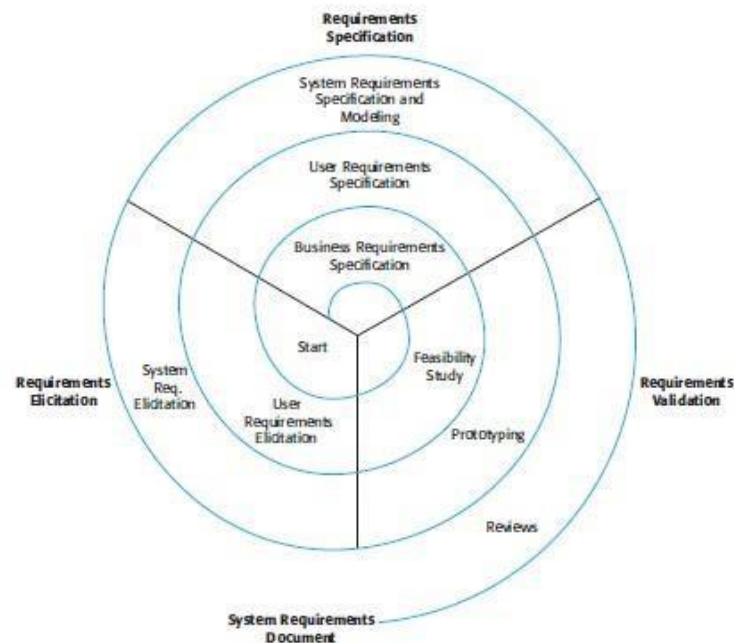 Requirements
Specification
System Requirements
Specification and
Modeling
User Requirements
Specification
Business Requirements
Specification
Start
Feasibility
Study
Requirements
Elicitation
System
Req.
Elicitation
User
Requirements
Elicitation
Requirements
Validation
Prototyping
Reviews
System Requirements
Document